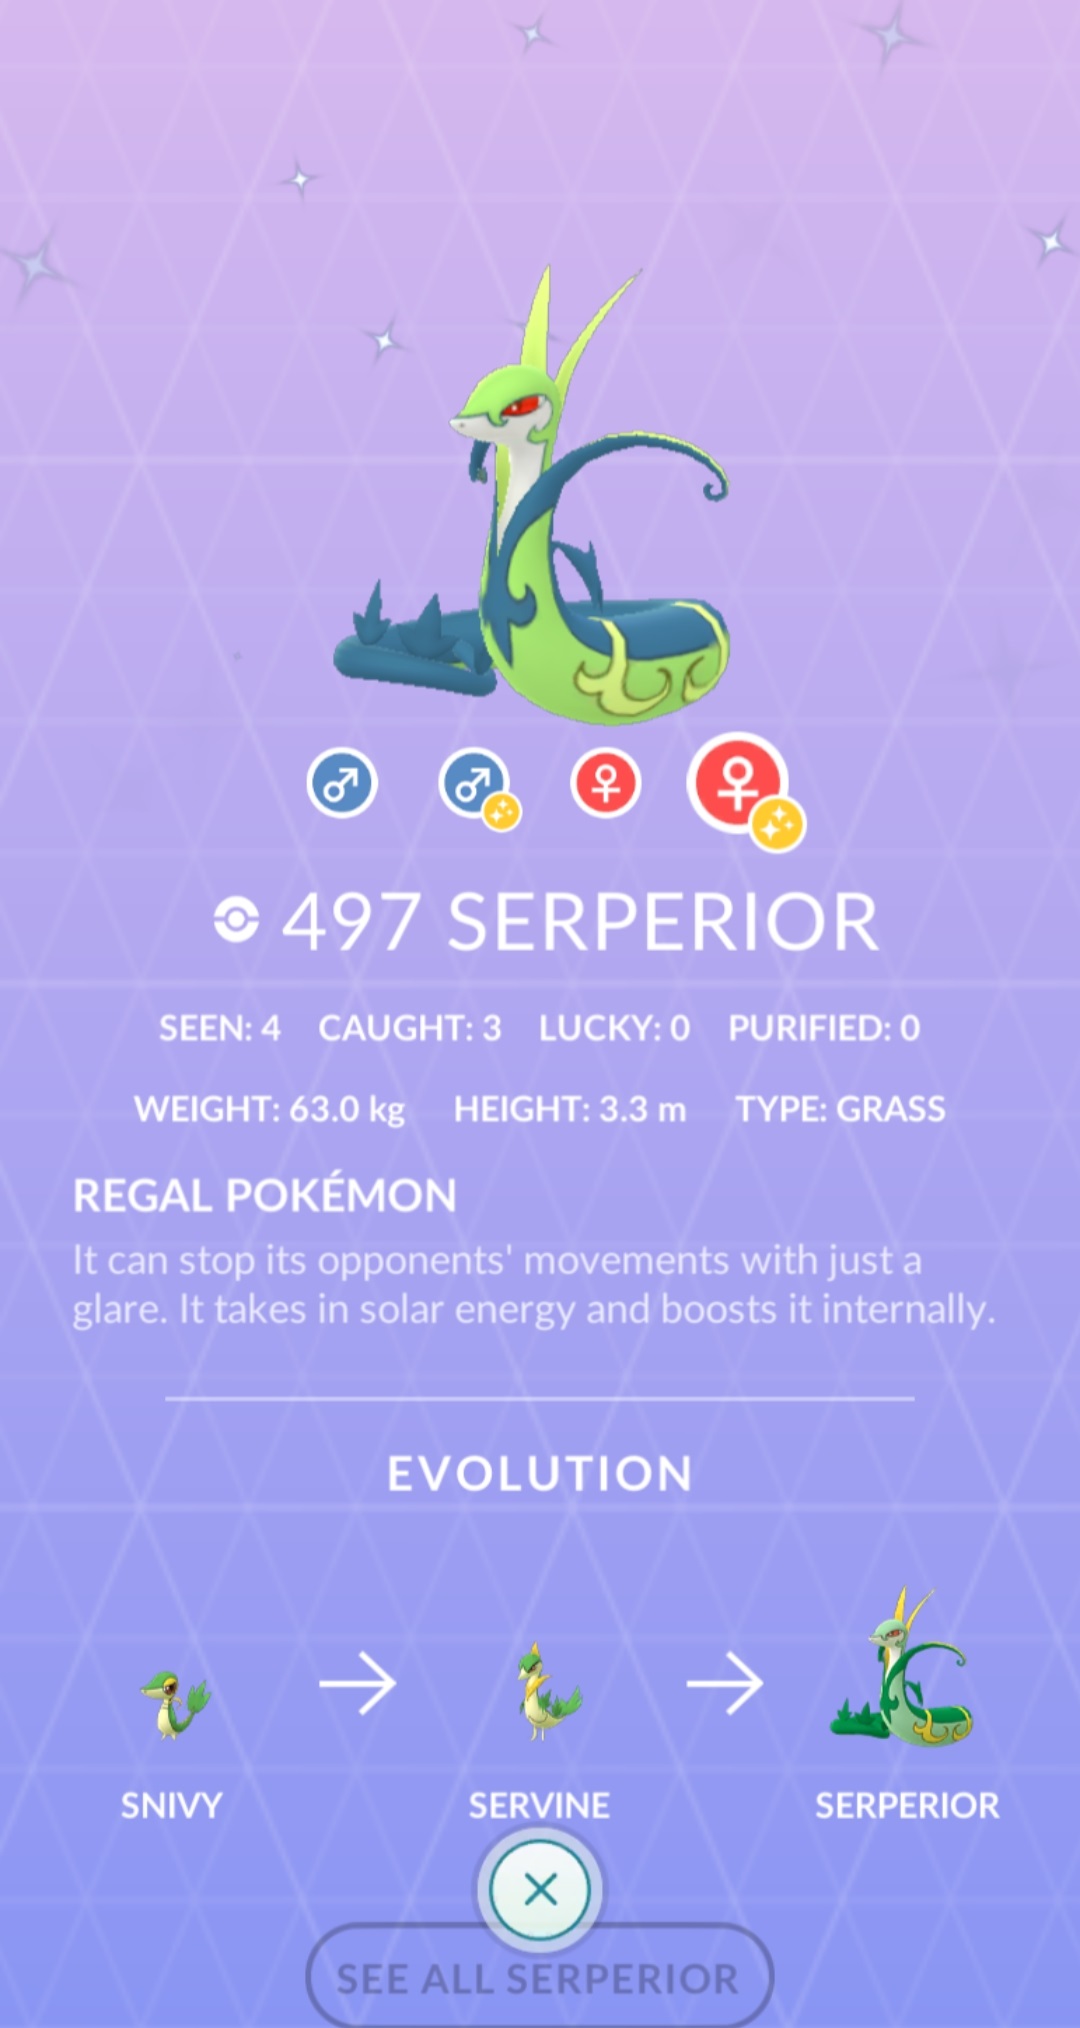 497 SERPERIOR
SEEN: 4 CAUGHT: 3 LUCKY: 0 PURIFIED: 0
WEIGHT: 63.0 kg HEIGHT: 3.3 m TYPE: GRASS
REGAL POKÉMON
It can stop its opponents' movements with just a
glare. It takes in solar energy and boosts it internally.
EVOLUTION
SNIVY SERVINE SERPERIOR
SEE ALL SERPERIOR